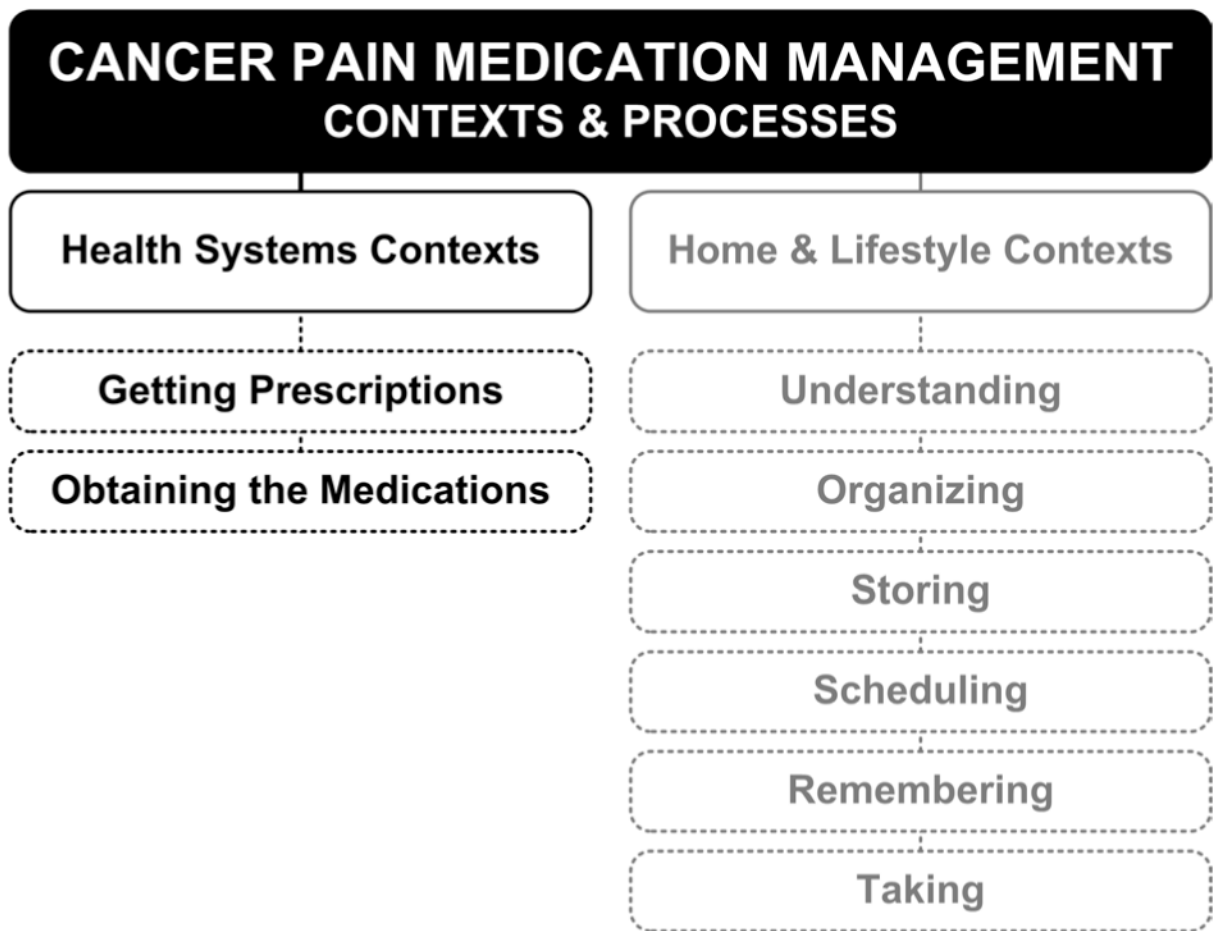 CANCER PAIN MEDICATION MANAGEMENT
CONTEXTS & PROCESSES
Health Systems Contexts
Getting Prescriptions
Obtaining the Medications
Home & Lifestyle Contexts
Understanding
Organizing
Storing
Scheduling
Remembering
Taking